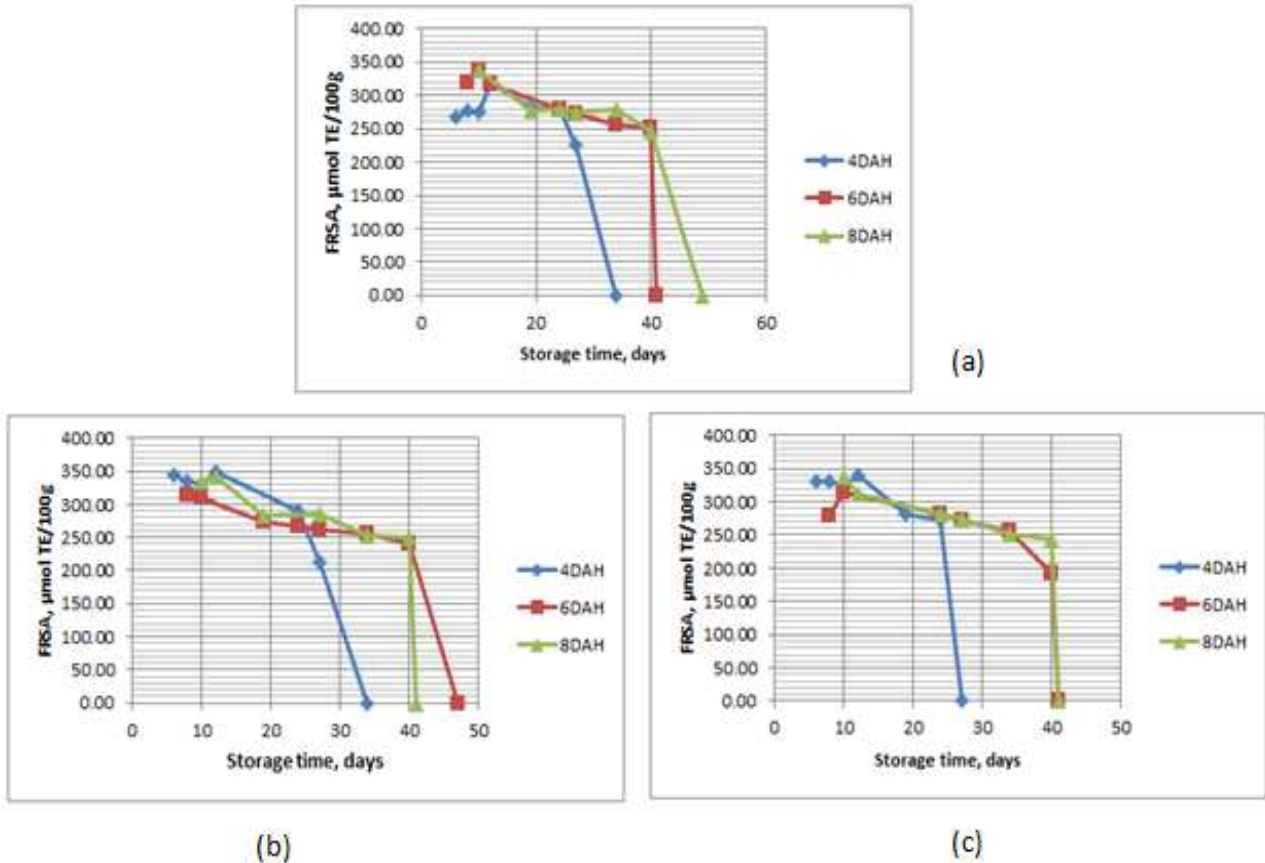 400.00
350.00
300.00
250.00
200.00
150.00
100.00
50.00
0.00
FRSA, µmol TE/100g
0 20 40 60
Storage time, days
4DAH
6DAH
8DAH
(a)
400.00
350.00
300.00
250.00
200.00
150.00
100.00
50.00
0.00
FRSA, µmol TE/100g
0 10 20 30 40 50
Storage time, days
4DAH
6DAH
8DAH
(b)
400.00
350.00
300.00
250.00
200.00
150.00
100.00
50.00
0.00
FRSA, µmol TE/100g
0 10 20 30 40 50
Storage time, days
4DAH
6DAH
8DAH
(c)